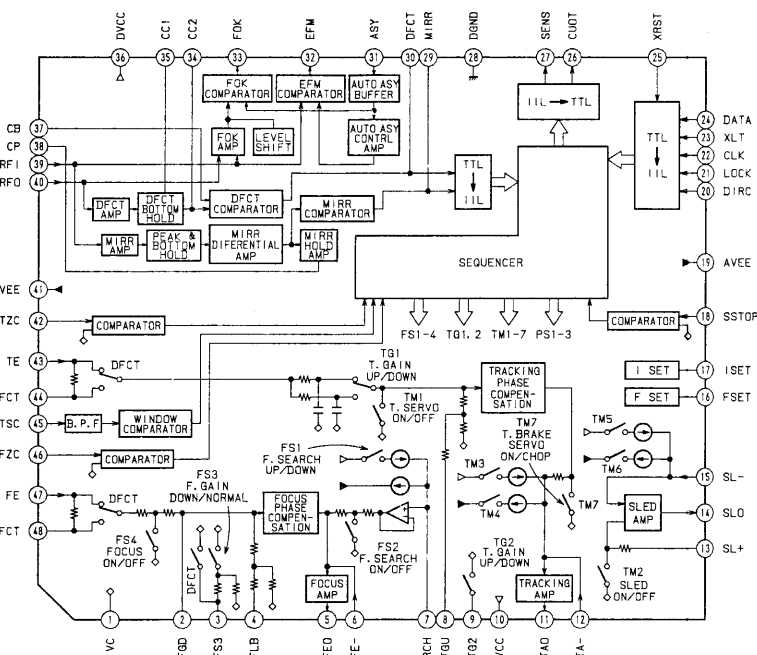 DVCC
CC1
CC2
FOK
EFM
ASY
DFCT
MIRR
DGND
SENS
CUOT
XRST
36
35
34
33
32
31
30
29
28
27
26
25
FOK
COMPARATOR
EFM
COMPARATOR
AUTO ASY
BUFFER
IIL → TTL
CB
37
CP
38
RFI
39
RFO
40
FOK
AMP
LEVEL
SHIFT
AUTO ASY
CONTRL
AMP
TTL
↓
IIL
TTL
↓
IIL
24
DATA
23
XLT
22
CLK
21
LOCK
20
DIRC
DFCT
AMP
DFCT
BOTTOM
HOLD
DFCT
COMPARATOR
MIRR
COMPARATOR
MIRR
AMP
PEAK &
BOTTOM
HOLD
MIRR
DIFERENTIAL
AMP
MIRR
HOLD
AMP
SEQUENCER
19
AVEE
VEE
41
TZC
42
COMPARATOR
FS1-4
TG1.2
TM1-7
PS1-3
COMPARATOR
18
SSTOP
TE
43
DFCT
FCT
44
TG1
T. GAIN
UP/DOWN
TM1
T. SERVO
ON/OFF
TRACKING
PHASE
COMPEN-
SATION
I SET
17
ISET
F SET
16
FSET
TSC
45
B.P.F
WINDOW
COMPARATOR
FZC
46
COMPARATOR
FS1
F. SEARCH
UP/DOWN
TM7
T. BRAKE
SERVO
ON/CHOP
TM5
TM6
TM3
TM4
TM7
15
SL-
FE
47
DFCT
FCT
48
FS3
F. GAIN
DOWN/NORMAL
FS4
FOCUS
ON/OFF
DFCT
FOCUS
PHASE
COMPEN-
SATION
FS2
F. SEARCH
ON/OFF
FOCUS
AMP
TG2
T. GAIN
UP/DOWN
TRACKING
AMP
SLED
AMP
14
SLO
13
SL+
TM2
SLED
ON/OFF
1
2
3
4
5
6
7
8
9
10
11
12
VC
FGD
FS3
FLB
FEO
FE-
RCH
TGU
TG2
VCC
TAO
TA-